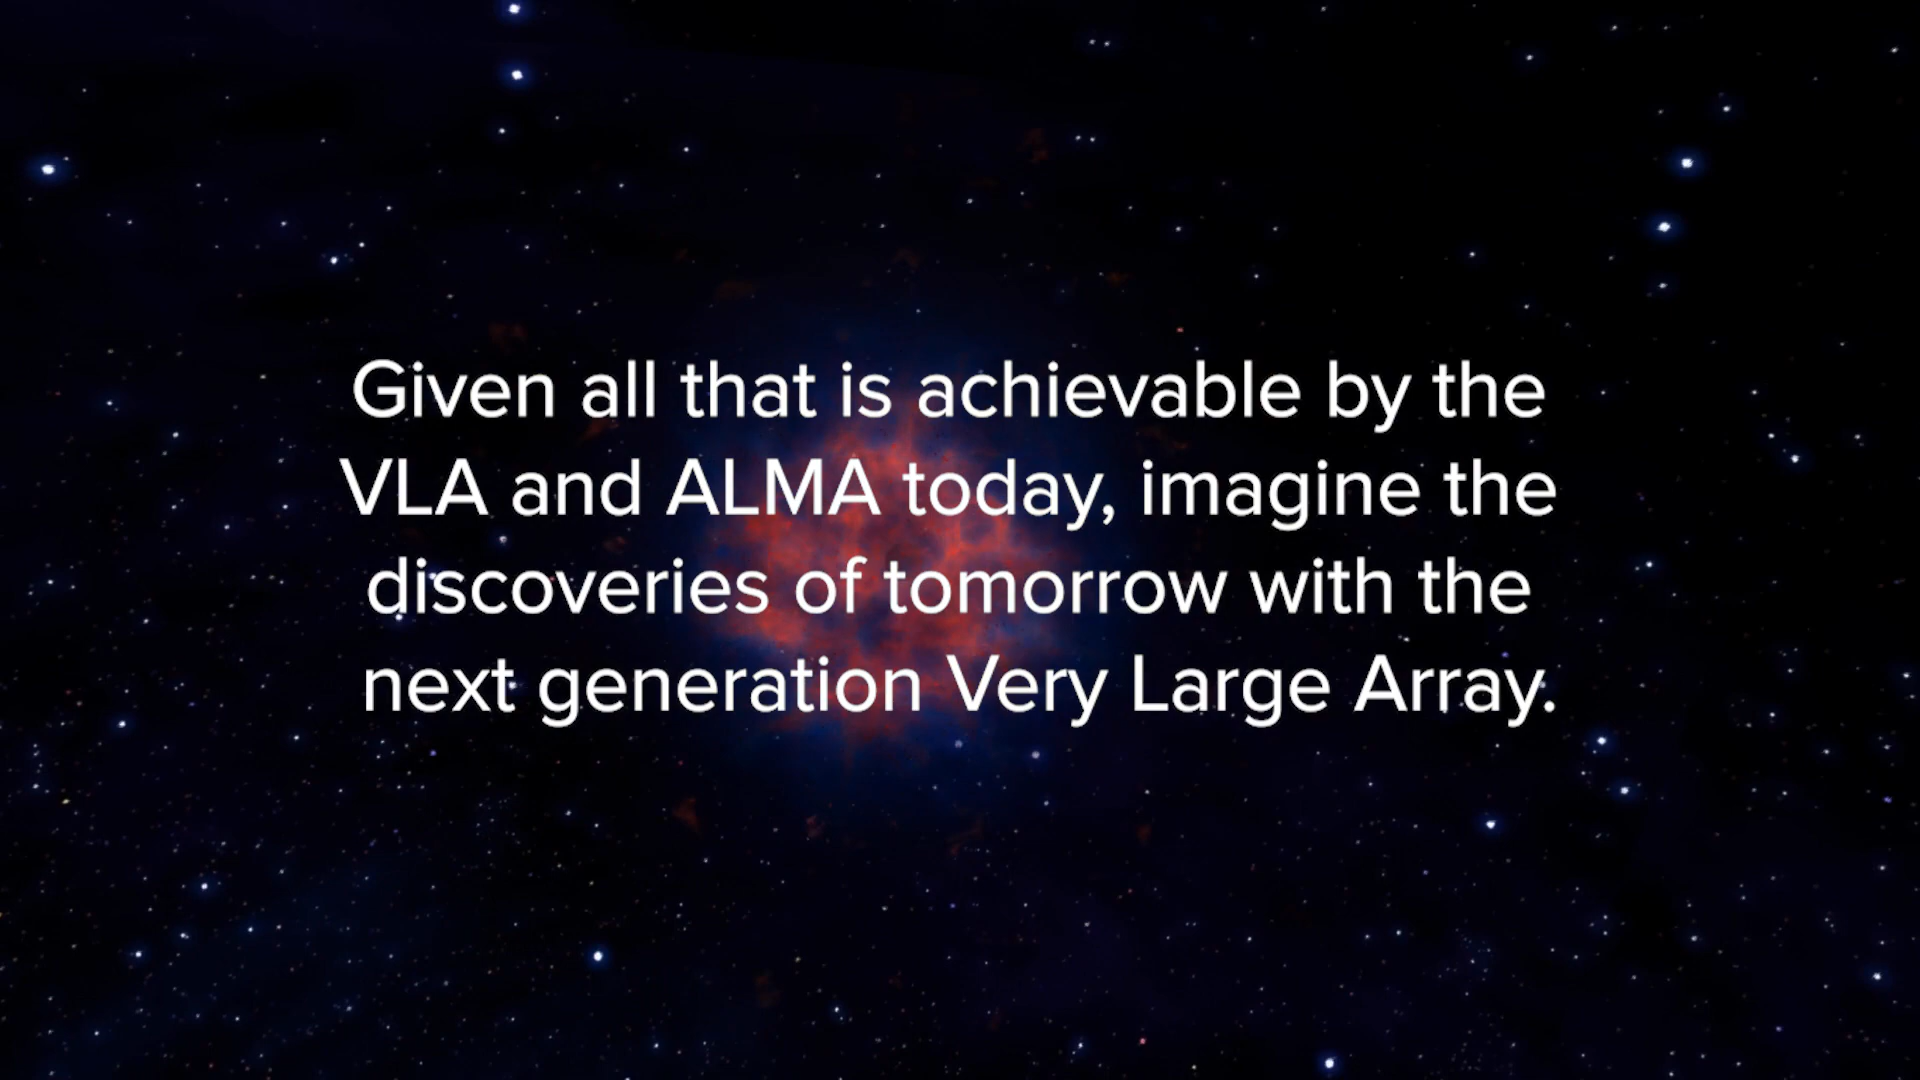 Given all that is achievable by the
VLA and ALMA today, imagine the
discoveries of tomorrow with the
next generation Very Large Array.